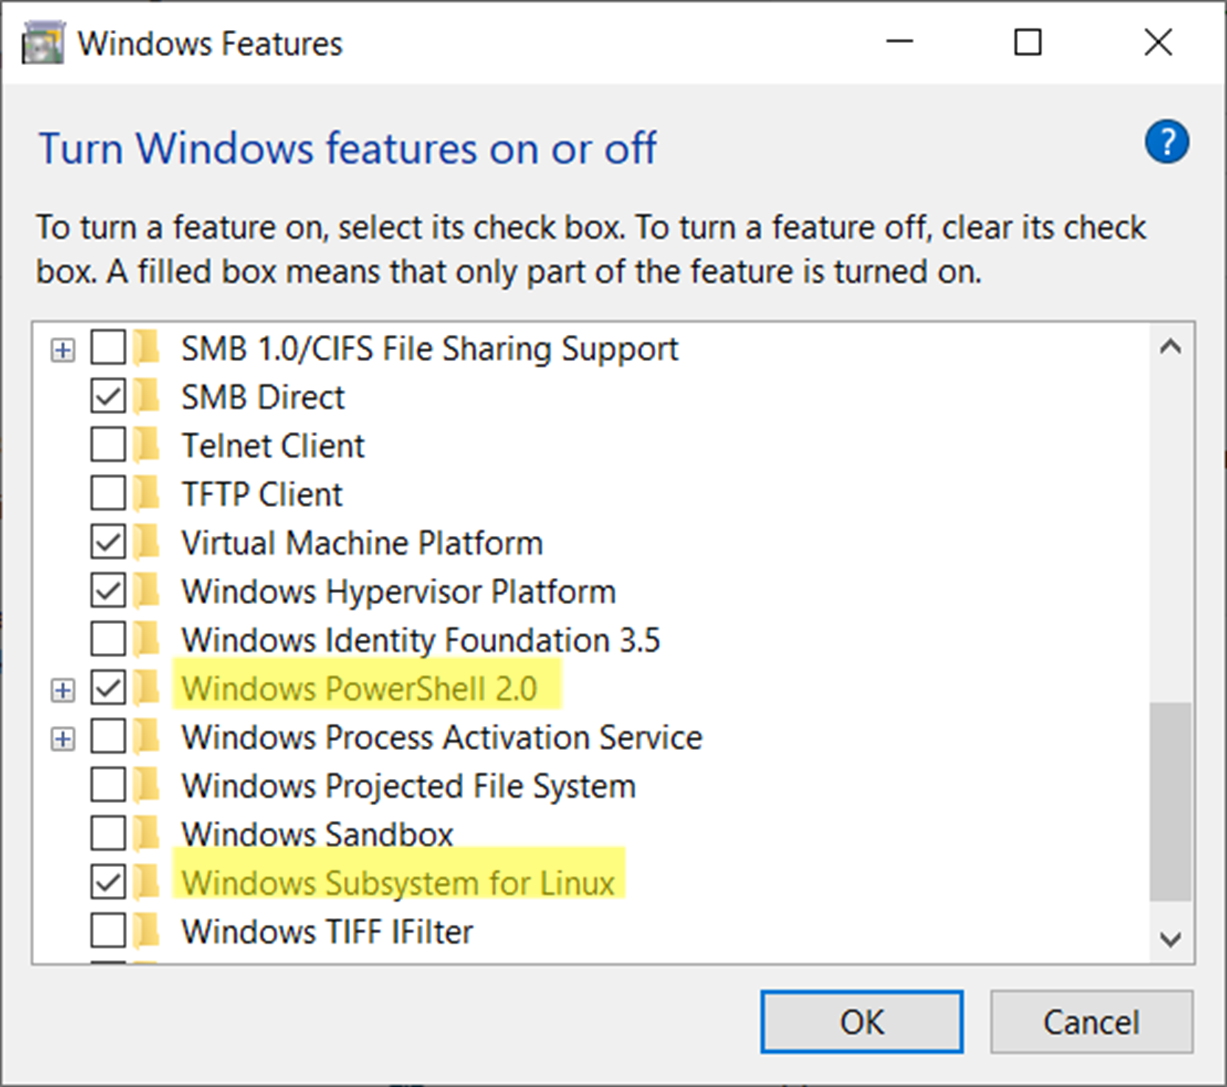 Windows Features
Turn Windows features on or off
?
To turn a feature on, select its check box. To turn a feature off, clear its check
box. A filled box means that only part of the feature is turned on.
SMB 1.0/CIFS File Sharing Support
SMB Direct
Telnet Client
TFTP Client
Virtual Machine Platform
Windows Hypervisor Platform
Windows Identity Foundation 3.5
Windows PowerShell 2.0
Windows Process Activation Service
Windows Projected File System
Windows Sandbox
Windows Subsystem for Linux
Windows TIFF IFilter
OK
Cancel